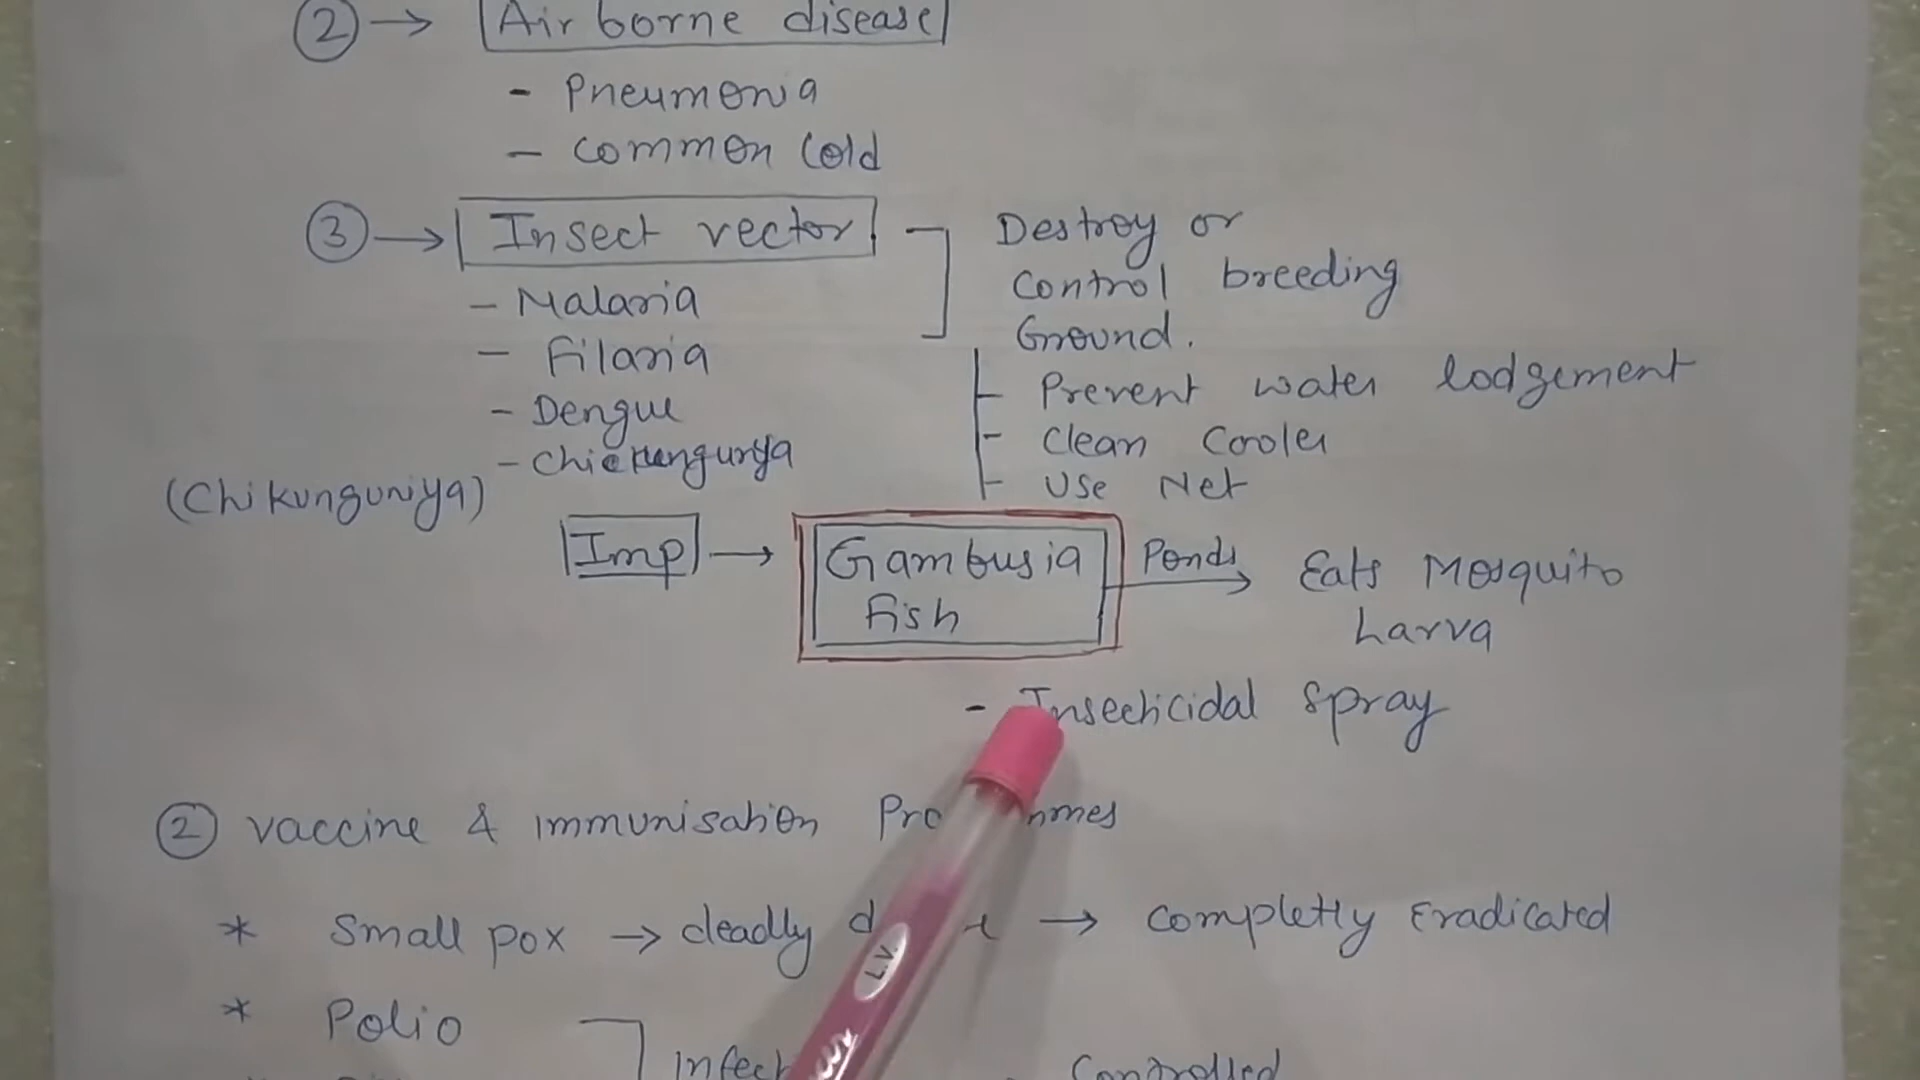 ② → Air borne disease
- Pneumonia
- Common Cold
③ → Insect vector
- Malaria
- Filaria
- Dengue
- Chickungunya
(Chikunguniya)
Destroy or
Control breeding
Ground.
- Prevent water lodgement
- Clean Cooler
- Use Net
Imp → Gambusia Ponds → Eats Mosquito
Fish Larva
- Insecticidal Spray
② Vaccine & immunisation
* Small pox → deadly → Completly Eradicated
* Polio
Controlled
L.V.